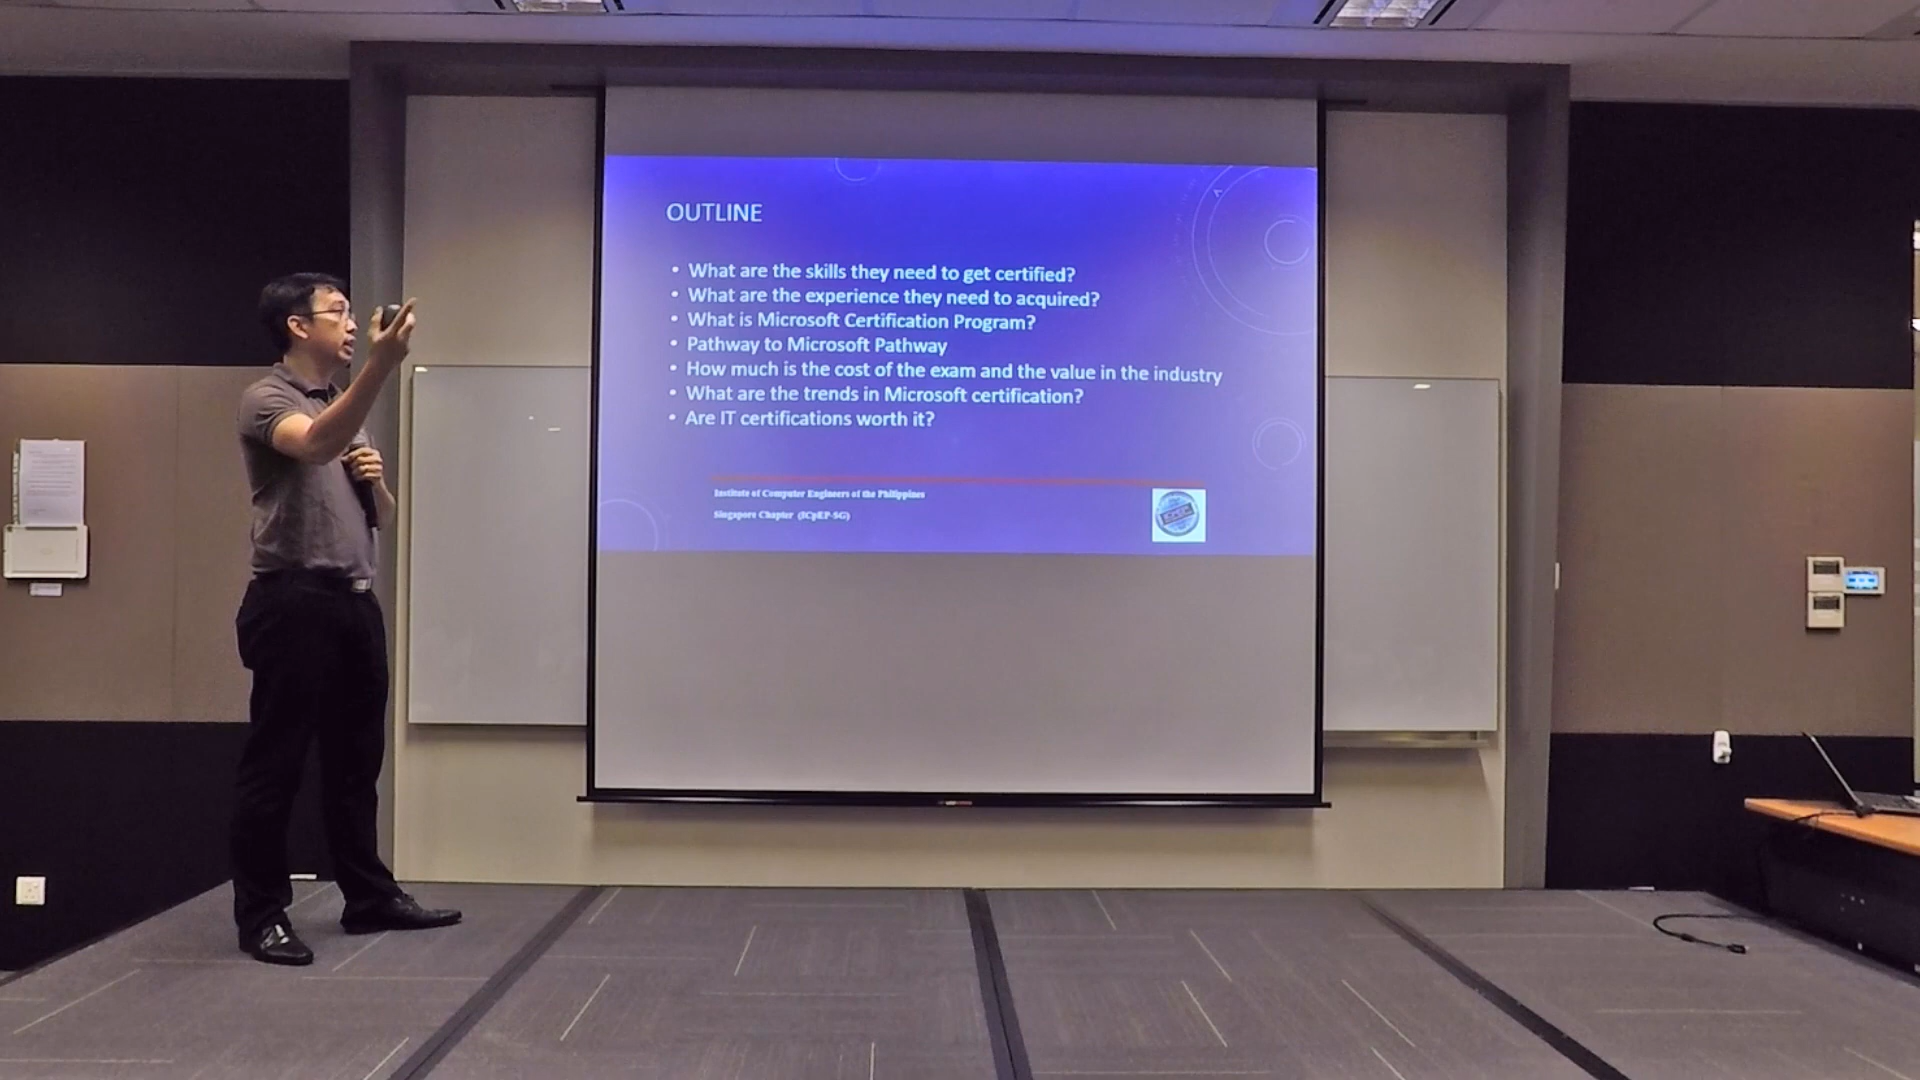 OUTLINE
• What are the skills they need to get certified?
• What are the experience they need to acquired?
• What is Microsoft Certification Program?
• Pathway to Microsoft Pathway
• How much is the cost of the exam and the value in the industry
• What are the trends in Microsoft certification?
• Are IT certifications worth it?
Institute of Computer Engineers of the Philippines
Singapore Chapter (ICpEP-SG)